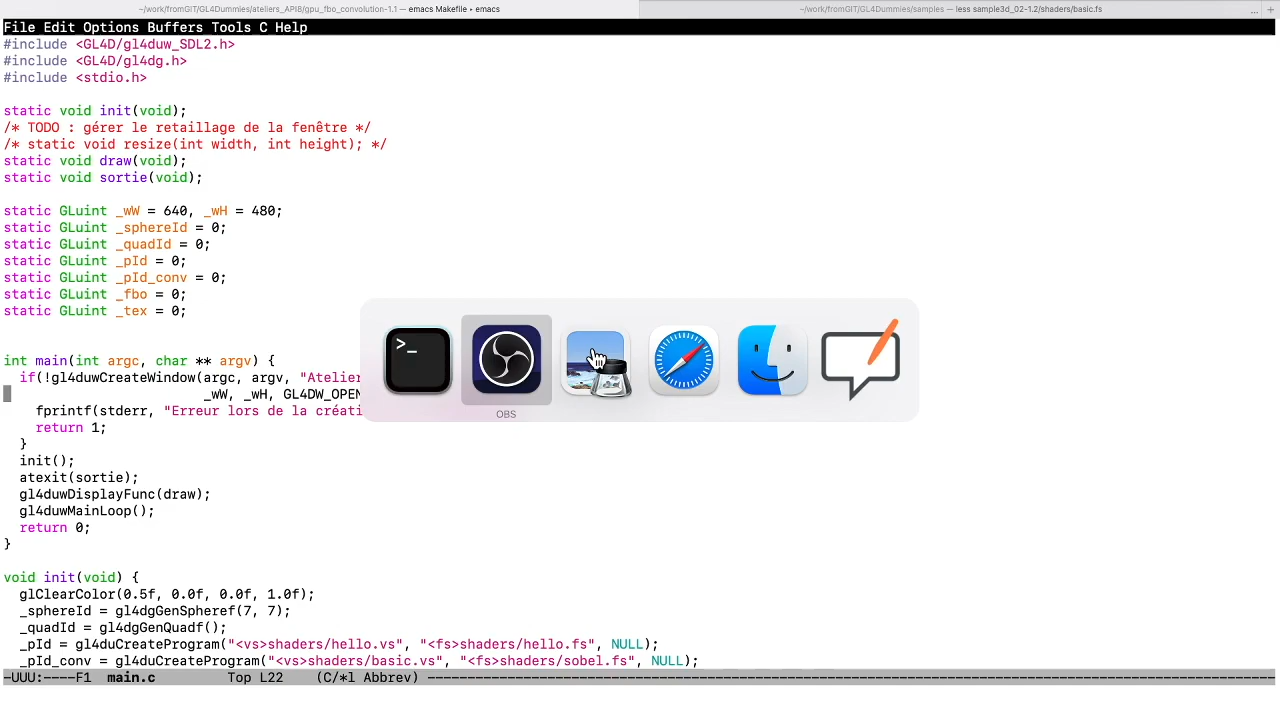 ~/work/fromGIT/GL4Dummies/ateliers_API8/gpu_fbo_convolution-1.1 — emacs Makefile ▸ emacs
~/work/fromGIT/GL4Dummies/samples — less sample3d_02-1.2/shaders/basic.fs
... +
File Edit Options Buffers Tools C Help
#include <GL4D/gl4duw_SDL2.h>
#include <GL4D/gl4dg.h>
#include <stdio.h>
static void init(void);
/* TODO : gérer le retaillage de la fenêtre */
/* static void resize(int width, int height); */
static void draw(void);
static void sortie(void);
static GLuint _wW = 640, _wH = 480;
static GLuint _sphereId = 0;
static GLuint _quadId = 0;
static GLuint _pId = 0;
static GLuint _pId_conv = 0;
static GLuint _fbo = 0;
static GLuint _tex = 0;
int main(int argc, char ** argv) {
if(!gl4duwCreateWindow(argc, argv, "Atelier
_wW, _wH, GL4DW_OPEN
fprintf(stderr, "Erreur lors de la créati
return 1;
}
init();
atexit(sortie);
gl4duwDisplayFunc(draw);
gl4duwMainLoop();
return 0;
}
void init(void) {
glClearColor(0.5f, 0.0f, 0.0f, 1.0f);
_sphereId = gl4dgGenSpheref(7, 7);
_quadId = gl4dgGenQuadf();
_pId = gl4duCreateProgram("<vs>shaders/hello.vs", "<fs>shaders/hello.fs", NULL);
_pId_conv = gl4duCreateProgram("<vs>shaders/basic.vs", "<fs>shaders/sobel.fs", NULL);
-UUU:----F1 main.c Top L22 (C/*l Abbrev) ------------------------------------------------------------
>_
OBS